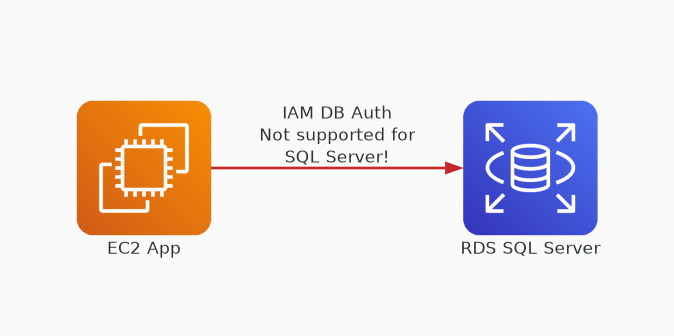 IAM DB Auth
Not supported for
SQL Server!
EC2 App
RDS SQL Server